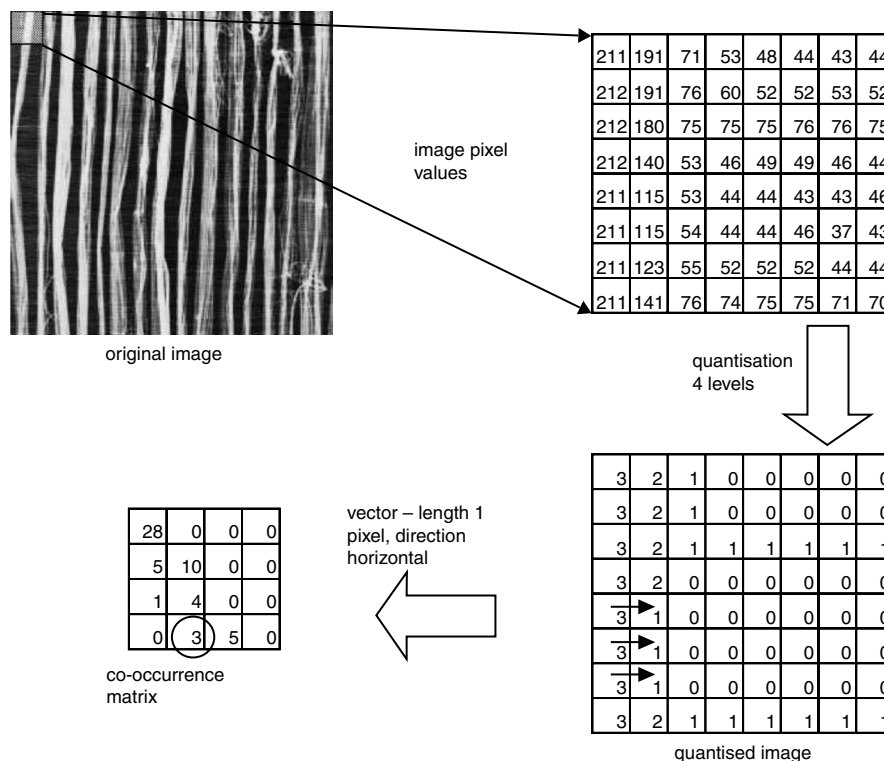 211 191 71 53 48 44 43 44
212 191 76 60 52 52 53 52
212 180 75 75 75 76 76 75
212 140 53 46 49 49 46 44
211 115 53 44 44 43 43 46
211 115 54 44 44 46 37 43
211 123 55 52 52 52 44 44
211 141 76 74 75 75 71 70
image pixel
values
original image
quantisation
4 levels
3 2 1 0 0 0 0 0
3 2 1 0 0 0 0 0
3 2 1 1 1 1 1 1
3 2 0 0 0 0 0 0
3 1 0 0 0 0 0 0
3 1 0 0 0 0 0 0
3 1 0 0 0 0 0 0
3 2 1 1 1 1 1 1
quantised image
vector – length 1
pixel, direction
horizontal
28 0 0 0
5 10 0 0
1 4 0 0
0 3 5 0
co-occurrence
matrix